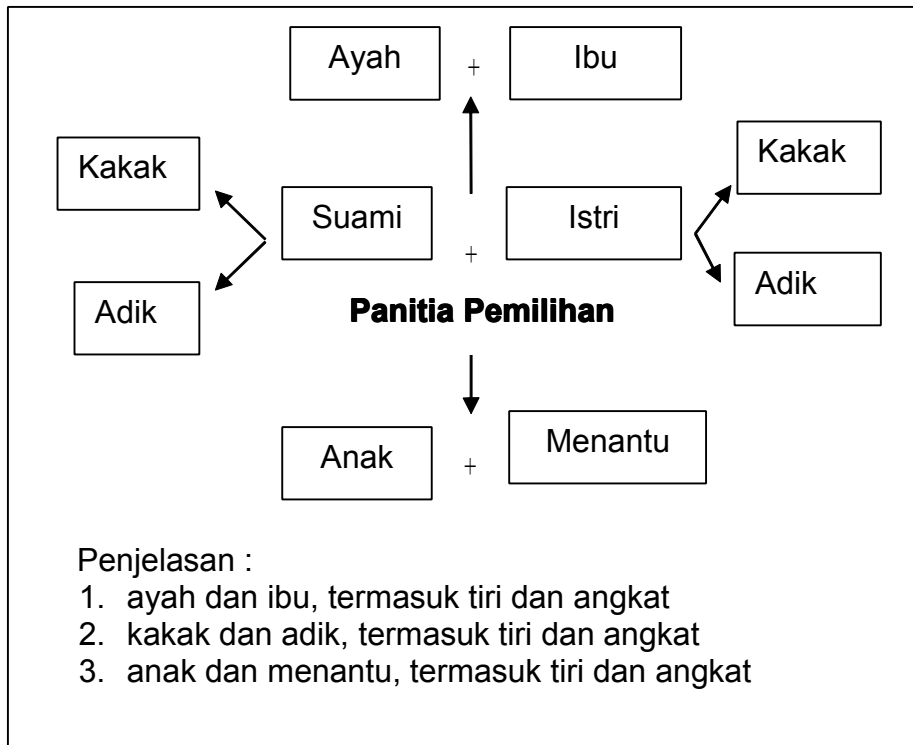 Ayah + Ibu
Kakak
Kakak
Suami + Istri
Adik
Adik
Panitia Pemilihan
Anak + Menantu
Penjelasan :
1. ayah dan ibu, termasuk tiri dan angkat
2. kakak dan adik, termasuk tiri dan angkat
3. anak dan menantu, termasuk tiri dan angkat